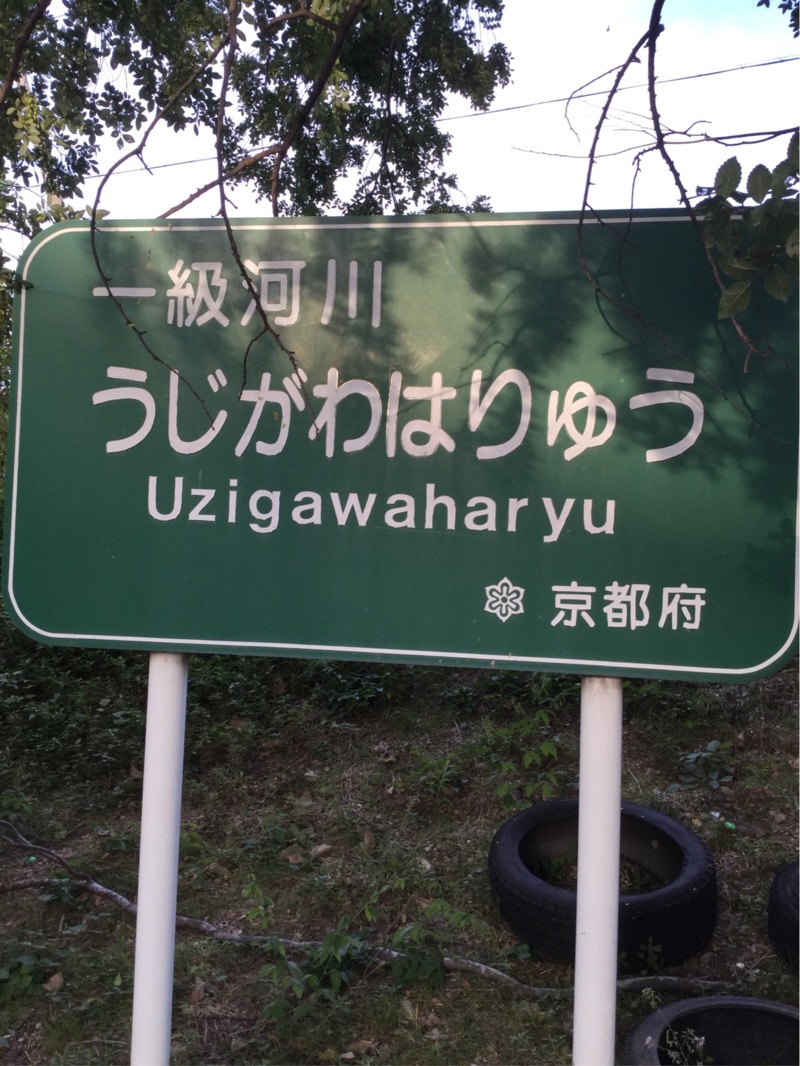 一級河川
うじがわはりゅう
Uzigawaharyu
京都府